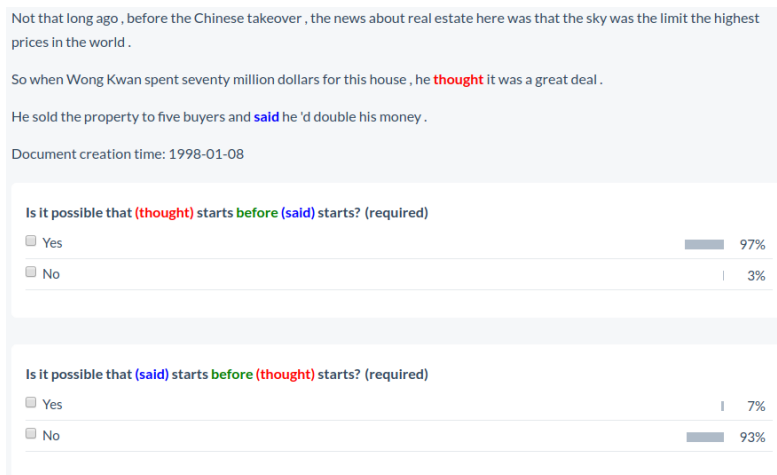 Not that long ago , before the Chinese takeover , the news about real estate here was that the sky was the limit the highest
prices in the world .
So when Wong Kwan spent seventy million dollars for this house , he thought it was a great deal .
He sold the property to five buyers and said he 'd double his money .
Document creation time: 1998-01-08
Is it possible that (thought) starts before (said) starts? (required)
Yes 97%
No 3%
Is it possible that (said) starts before (thought) starts? (required)
Yes 7%
No 93%